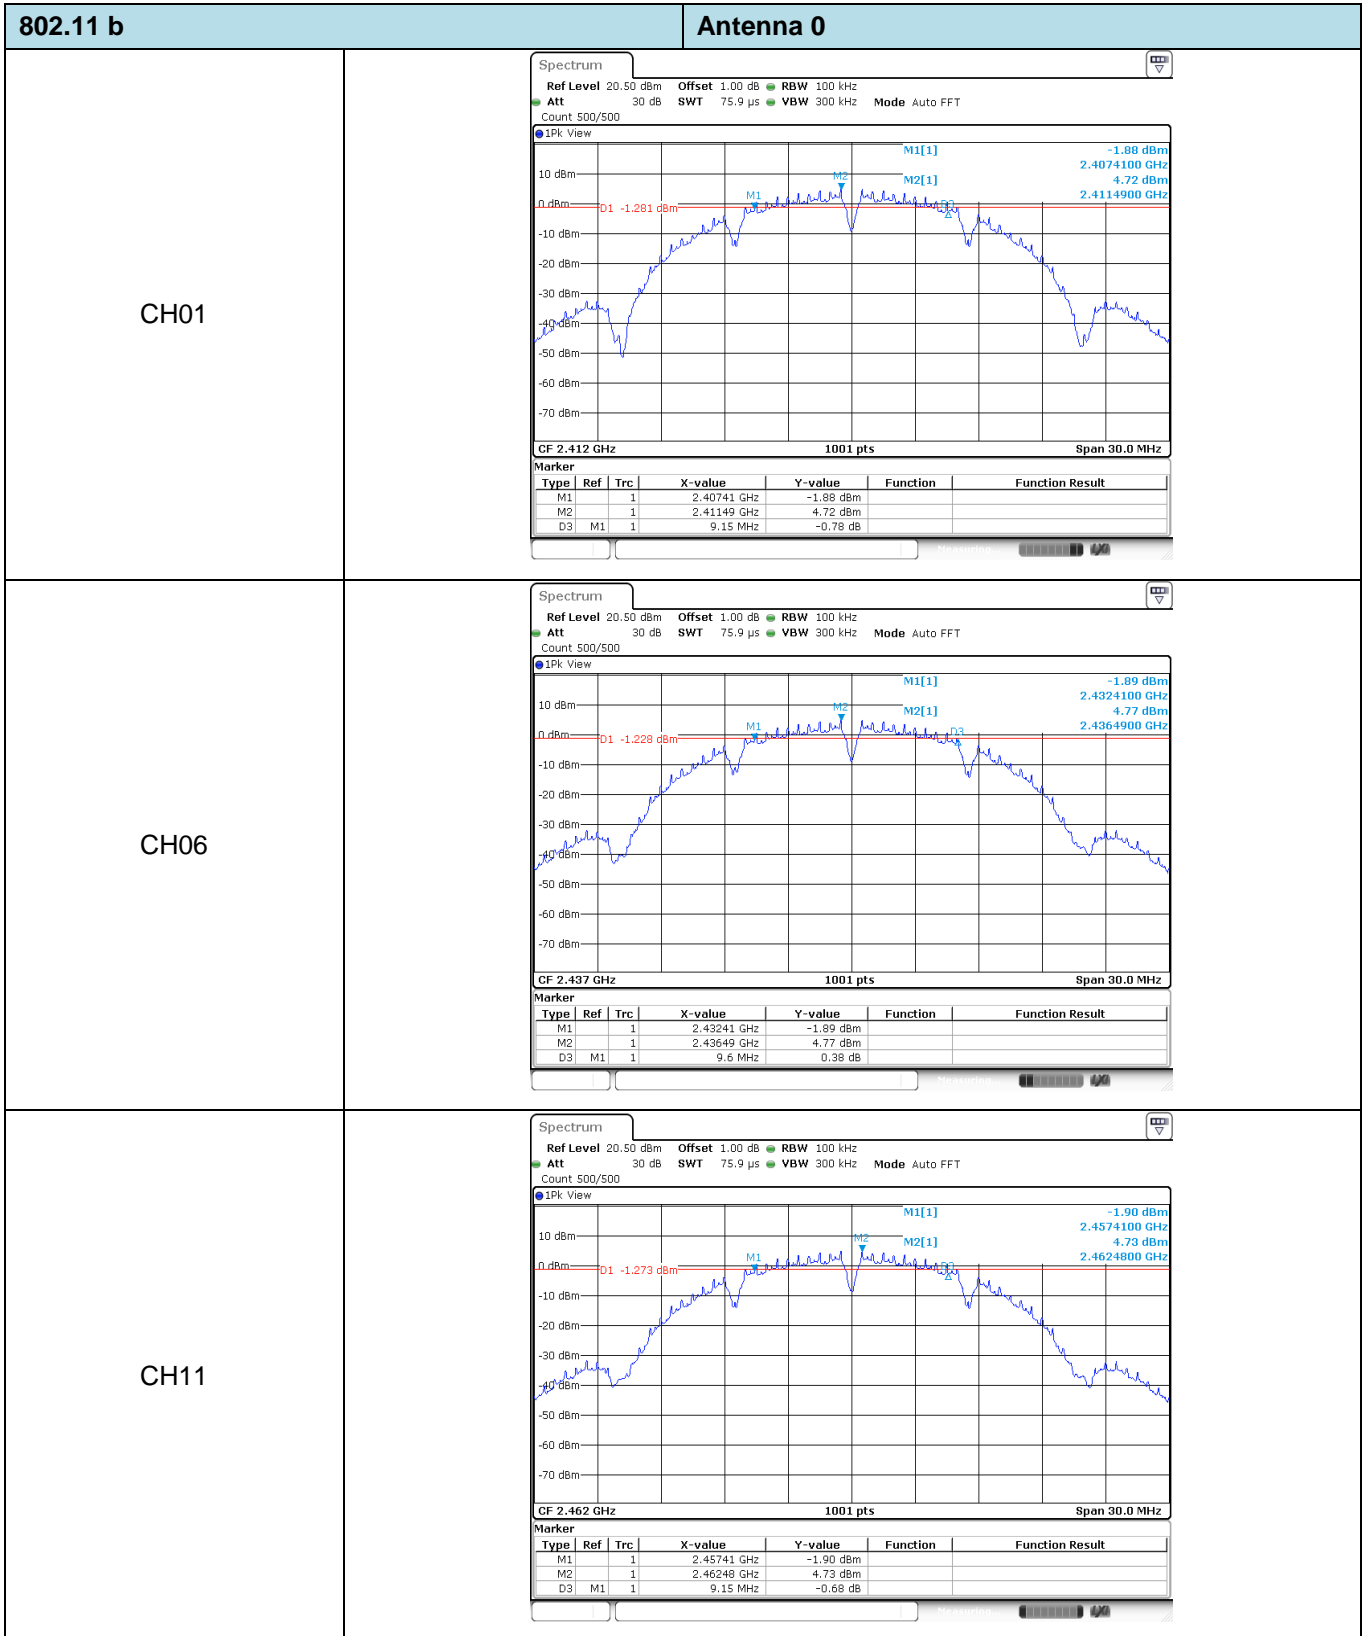 802.11 b Antenna 0
CH01
Spectrum
Ref Level 20.50 dBm Offset 1.00 dB RBW 100 kHz
Att 30 dB SWT 75.9 µs VBW 300 kHz Mode Auto FFT
Count 500/500
1Pk View
M1[1] -1.88 dBm
2.4074100 GHz
10 dBm M2 M2[1] 4.72 dBm
M1 2.4114900 GHz
0 dBm D1 -1.281 dBm D3
-10 dBm
-20 dBm
-30 dBm
-40 dBm
-50 dBm
-60 dBm
-70 dBm
CF 2.412 GHz 1001 pts Span 30.0 MHz
Marker
Type Ref Trc X-value Y-value Function Function Result
M1 1 2.40741 GHz -1.88 dBm
M2 1 2.41149 GHz 4.72 dBm
D3 M1 1 9.15 MHz -0.78 dB
Measuring...
CH06
Spectrum
Ref Level 20.50 dBm Offset 1.00 dB RBW 100 kHz
Att 30 dB SWT 75.9 µs VBW 300 kHz Mode Auto FFT
Count 500/500
1Pk View
M1[1] -1.89 dBm
2.4324100 GHz
10 dBm M2 M2[1] 4.77 dBm
M1 2.4364900 GHz
0 dBm D1 -1.228 dBm D3
-10 dBm
-20 dBm
-30 dBm
-40 dBm
-50 dBm
-60 dBm
-70 dBm
CF 2.437 GHz 1001 pts Span 30.0 MHz
Marker
Type Ref Trc X-value Y-value Function Function Result
M1 1 2.43241 GHz -1.89 dBm
M2 1 2.43649 GHz 4.77 dBm
D3 M1 1 9.6 MHz 0.38 dB
Measuring...
CH11
Spectrum
Ref Level 20.50 dBm Offset 1.00 dB RBW 100 kHz
Att 30 dB SWT 75.9 µs VBW 300 kHz Mode Auto FFT
Count 500/500
1Pk View
M1[1] -1.90 dBm
2.4574100 GHz
10 dBm M2 M2[1] 4.73 dBm
M1 2.4624800 GHz
0 dBm D1 -1.273 dBm D3
-10 dBm
-20 dBm
-30 dBm
-40 dBm
-50 dBm
-60 dBm
-70 dBm
CF 2.462 GHz 1001 pts Span 30.0 MHz
Marker
Type Ref Trc X-value Y-value Function Function Result
M1 1 2.45741 GHz -1.90 dBm
M2 1 2.46248 GHz 4.73 dBm
D3 M1 1 9.15 MHz -0.68 dB
Measuring...